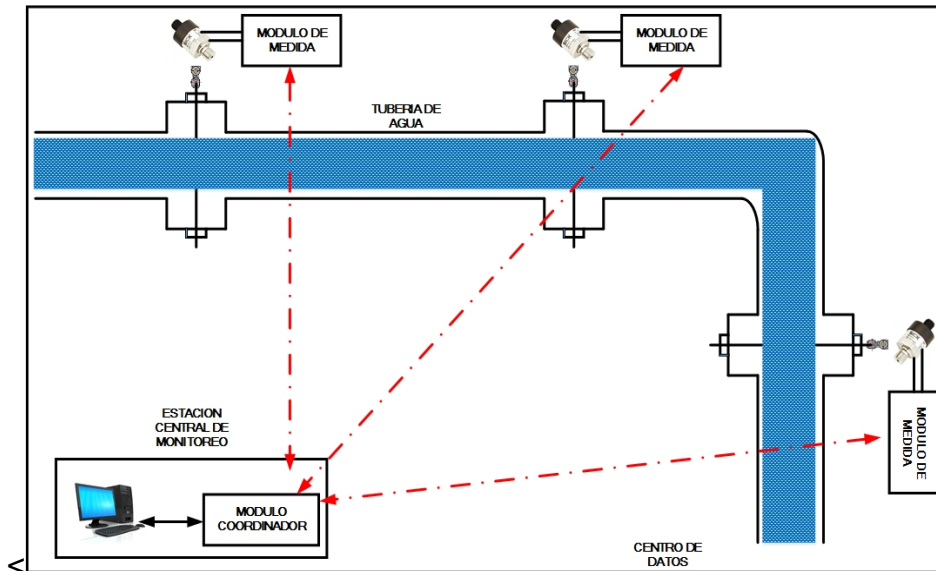 MODULO DE
MEDIDA
MODULO DE
MEDIDA
TUBERIA DE
AGUA
MODULO DE
MEDIDA
ESTACION
CENTRAL DE
MONITOREO
MODULO
COORDINADOR
CENTRO DE
DATOS
<